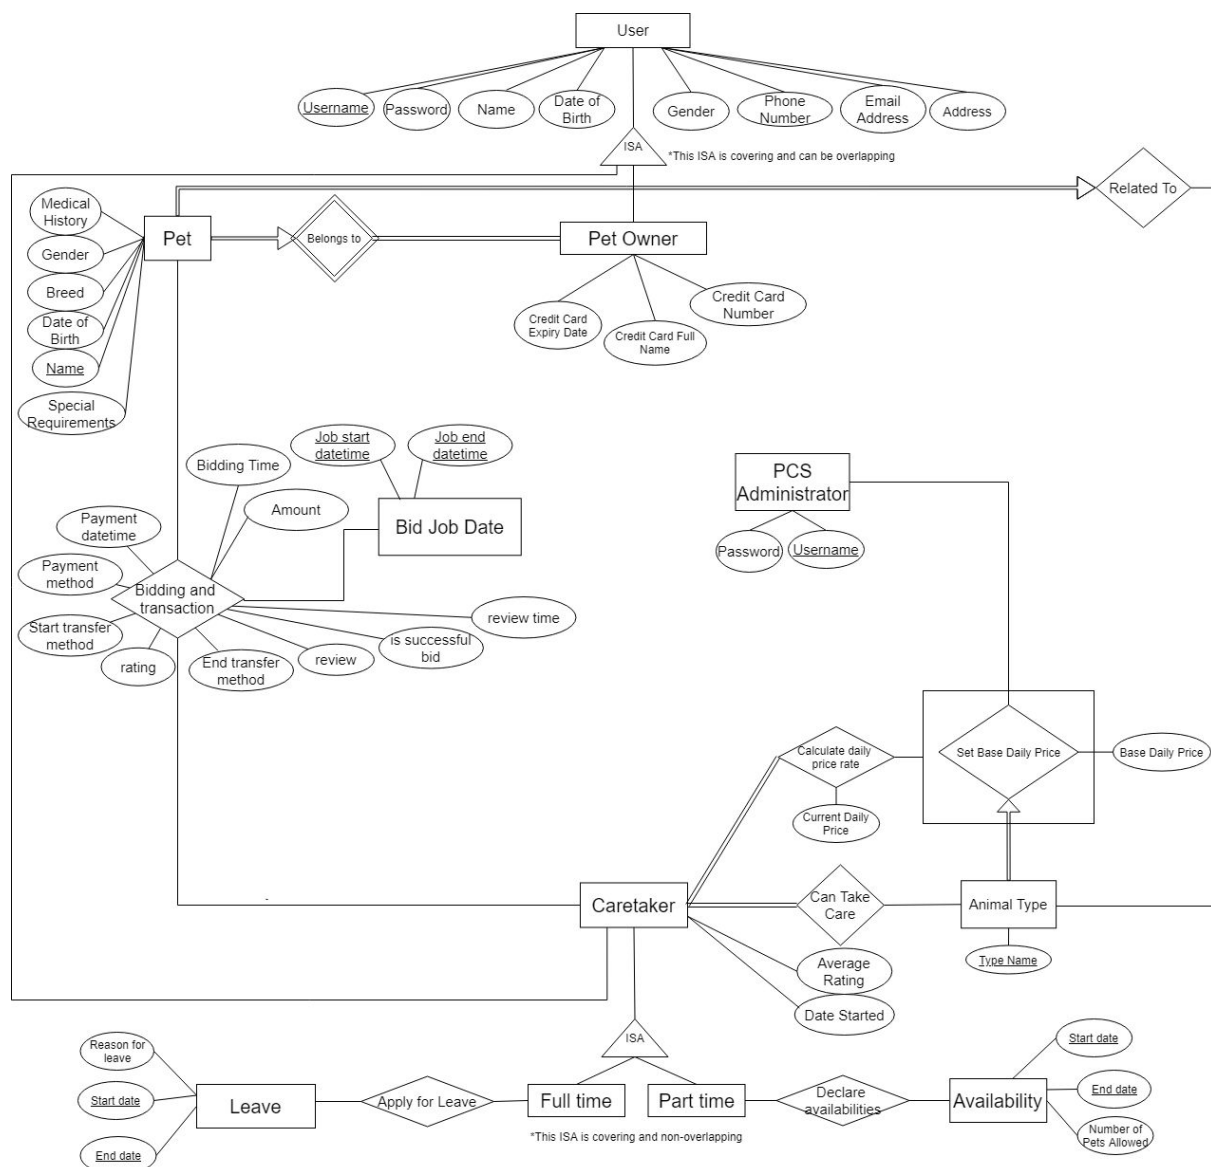 User
Username
Password
Name
Date of
Birth
Gender
Phone
Number
Email
Address
Address
ISA
*This ISA is covering and can be overlapping
Related To
Medical
History
Gender
Breed
Date of
Birth
Name
Special
Requirements
Pet
Belongs to
Pet Owner
Credit Card
Expiry Date
Credit Card Full
Name
Credit Card
Number
Job start
datetime
Job end
datetime
Bid Job Date
Bidding Time
Amount
Payment
datetime
Payment
method
Start transfer
method
rating
End transfer
method
review
is successful
bid
review time
Bidding and
transaction
PCS
Administrator
Password
Username
Calculate daily
price rate
Current Daily
Price
Set Base Daily Price
Base Daily Price
Caretaker
Can Take
Care
Animal Type
Type Name
Average
Rating
Date Started
ISA
Reason for
leave
Start date
End date
Leave
Apply for Leave
Full time
Part time
*This ISA is covering and non-overlapping
Declare
availabilities
Availability
Start date
End date
Number of
Pets Allowed